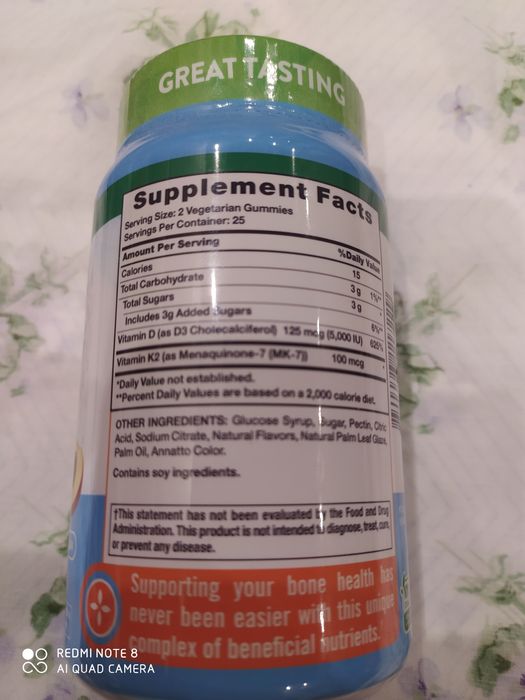 GREAT TASTING
Supplement Facts
Serving Size: 2 Vegetarian Gummies
Servings Per Container: 25
Amount Per Serving %Daily Value
Calories 15
Total Carbohydrate 3 g 1%**
Total Sugars 3 g *
Includes 3g Added Sugars 6%**
Vitamin D (as D3 Cholecalciferol) 125 mcg (5,000 IU) 625%
Vitamin K2 (as Menaquinone-7 (MK-7)) 100 mcg *
*Daily Value not established.
**Percent Daily Values are based on a 2,000 calorie diet.
OTHER INGREDIENTS: Glucose Syrup, Sugar, Pectin, Citric
Acid, Sodium Citrate, Natural Flavors, Natural Palm Leaf Glaze,
Palm Oil, Annatto Color.
Contains soy ingredients.
†This statement has not been evaluated by the Food and Drug
Administration. This product is not intended to diagnose, treat, cure,
or prevent any disease.
Supporting your bone health has
never been easier with this unique
complex of beneficial nutrients.
REDMI NOTE 8
AI QUAD CAMERA